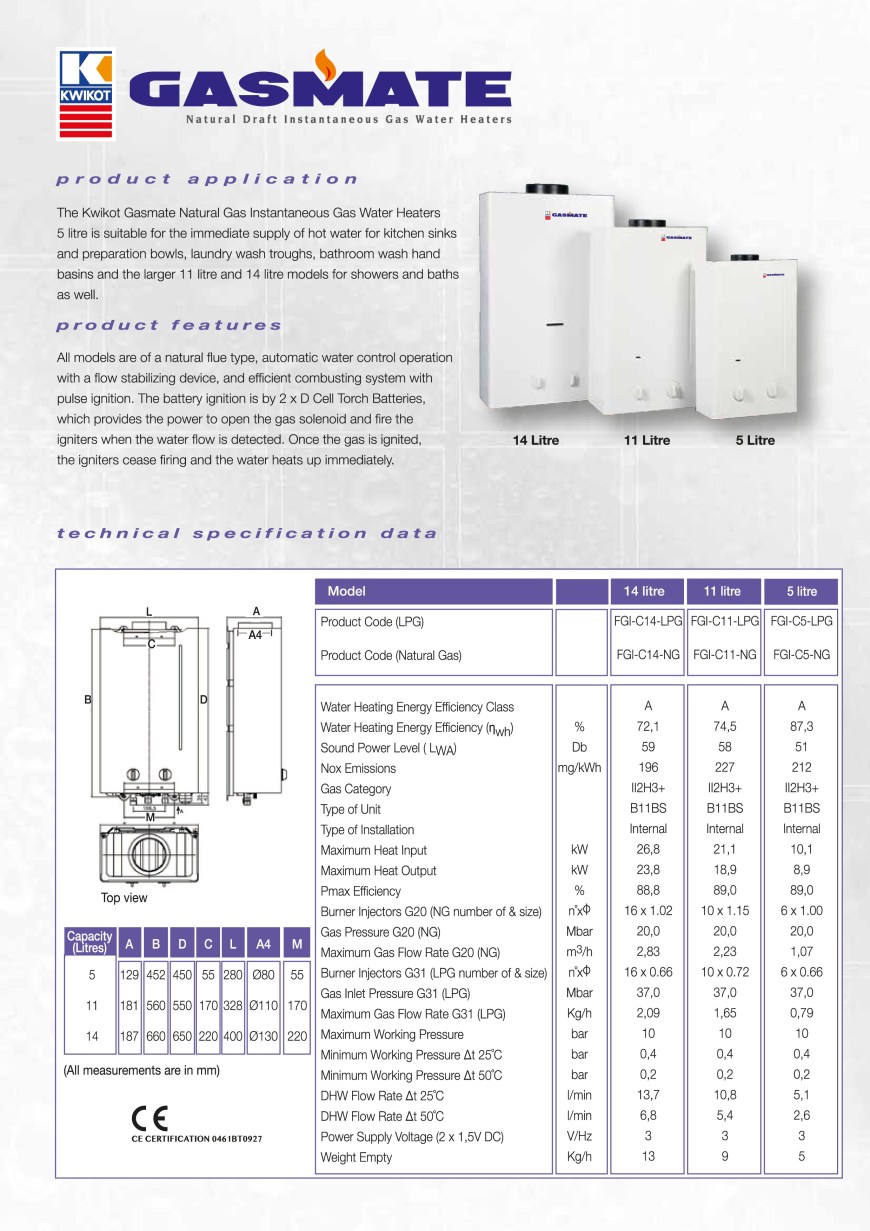 KWIKOT
GASMATE
Natural Draft Instantaneous Gas Water Heaters
product application
The Kwikot Gasmate Natural Gas Instantaneous Gas Water Heaters
5 litre is suitable for the immediate supply of hot water for kitchen sinks
and preparation bowls, laundry wash troughs, bathroom wash hand
basins and the larger 11 litre and 14 litre models for showers and baths
as well.
product features
All models are of a natural flue type, automatic water control operation
with a flow stabilizing device, and efficient combusting system with
pulse ignition. The battery ignition is by 2 x D Cell Torch Batteries,
which provides the power to open the gas solenoid and fire the
igniters when the water flow is detected. Once the gas is ignited,
the igniters cease firing and the water heats up immediately.
GASMATE
GASMATE
GASMATE
14 Litre 11 Litre 5 Litre
technical specification data
L A
A4
C
B D
M
A
Top view
Capacity (Litres) A B D C L A4 M
5 129 452 450 55 280 Ø80 55
11 181 560 550 170 328 Ø110 170
14 187 660 650 220 400 Ø130 220
(All measurements are in mm)
CE
CE CERTIFICATION 0461BT0927
Model 14 litre 11 litre 5 litre
Product Code (LPG) FGI-C14-LPG FGI-C11-LPG FGI-C5-LPG
Product Code (Natural Gas) FGI-C14-NG FGI-C11-NG FGI-C5-NG
Water Heating Energy Efficiency Class A A A
Water Heating Energy Efficiency (ηwh) % 72,1 74,5 87,3
Sound Power Level ( LWA) Db 59 58 51
Nox Emissions mg/kWh 196 227 212
Gas Category II2H3+ II2H3+ II2H3+
Type of Unit B11BS B11BS B11BS
Type of Installation Internal Internal Internal
Maximum Heat Input kW 26,8 21,1 10,1
Maximum Heat Output kW 23,8 18,9 8,9
Pmax Efficiency % 88,8 89,0 89,0
Burner Injectors G20 (NG number of & size) n°xΦ 16 x 1.02 10 x 1.15 6 x 1.00
Gas Pressure G20 (NG) Mbar 20,0 20,0 20,0
Maximum Gas Flow Rate G20 (NG) m3/h 2,83 2,23 1,07
Burner Injectors G31 (LPG number of & size) n°xΦ 16 x 0.66 10 x 0.72 6 x 0.66
Gas Inlet Pressure G31 (LPG) Mbar 37,0 37,0 37,0
Maximum Gas Flow Rate G31 (LPG) Kg/h 2,09 1,65 0,79
Maximum Working Pressure bar 10 10 10
Minimum Working Pressure Δt 25°C bar 0,4 0,4 0,4
Minimum Working Pressure Δt 50°C bar 0,2 0,2 0,2
DHW Flow Rate Δt 25°C l/min 13,7 10,8 5,1
DHW Flow Rate Δt 50°C l/min 6,8 5,4 2,6
Power Supply Voltage (2 x 1,5V DC) V/Hz 3 3 3
Weight Empty Kg/h 13 9 5